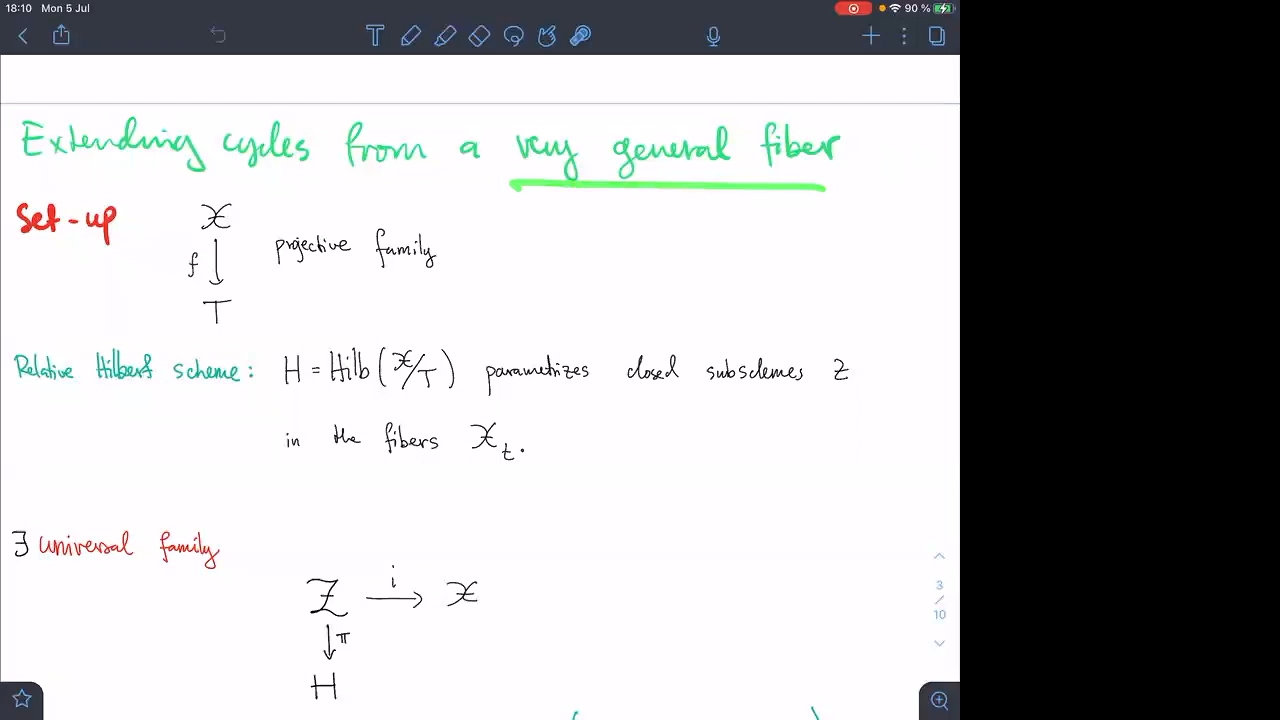 18:10 Mon 5 Jul
90 %
Extending cycles from a very general fiber
Set-up
𝒳
f ↓ projective family
T
Relative Hilbert scheme: H = Hilb(𝒳/T) parametrizes closed subschemes Z
in the fibers 𝒳_t.
∃ universal family
𝒵 —i→ 𝒳
↓ π
H
3
/
10